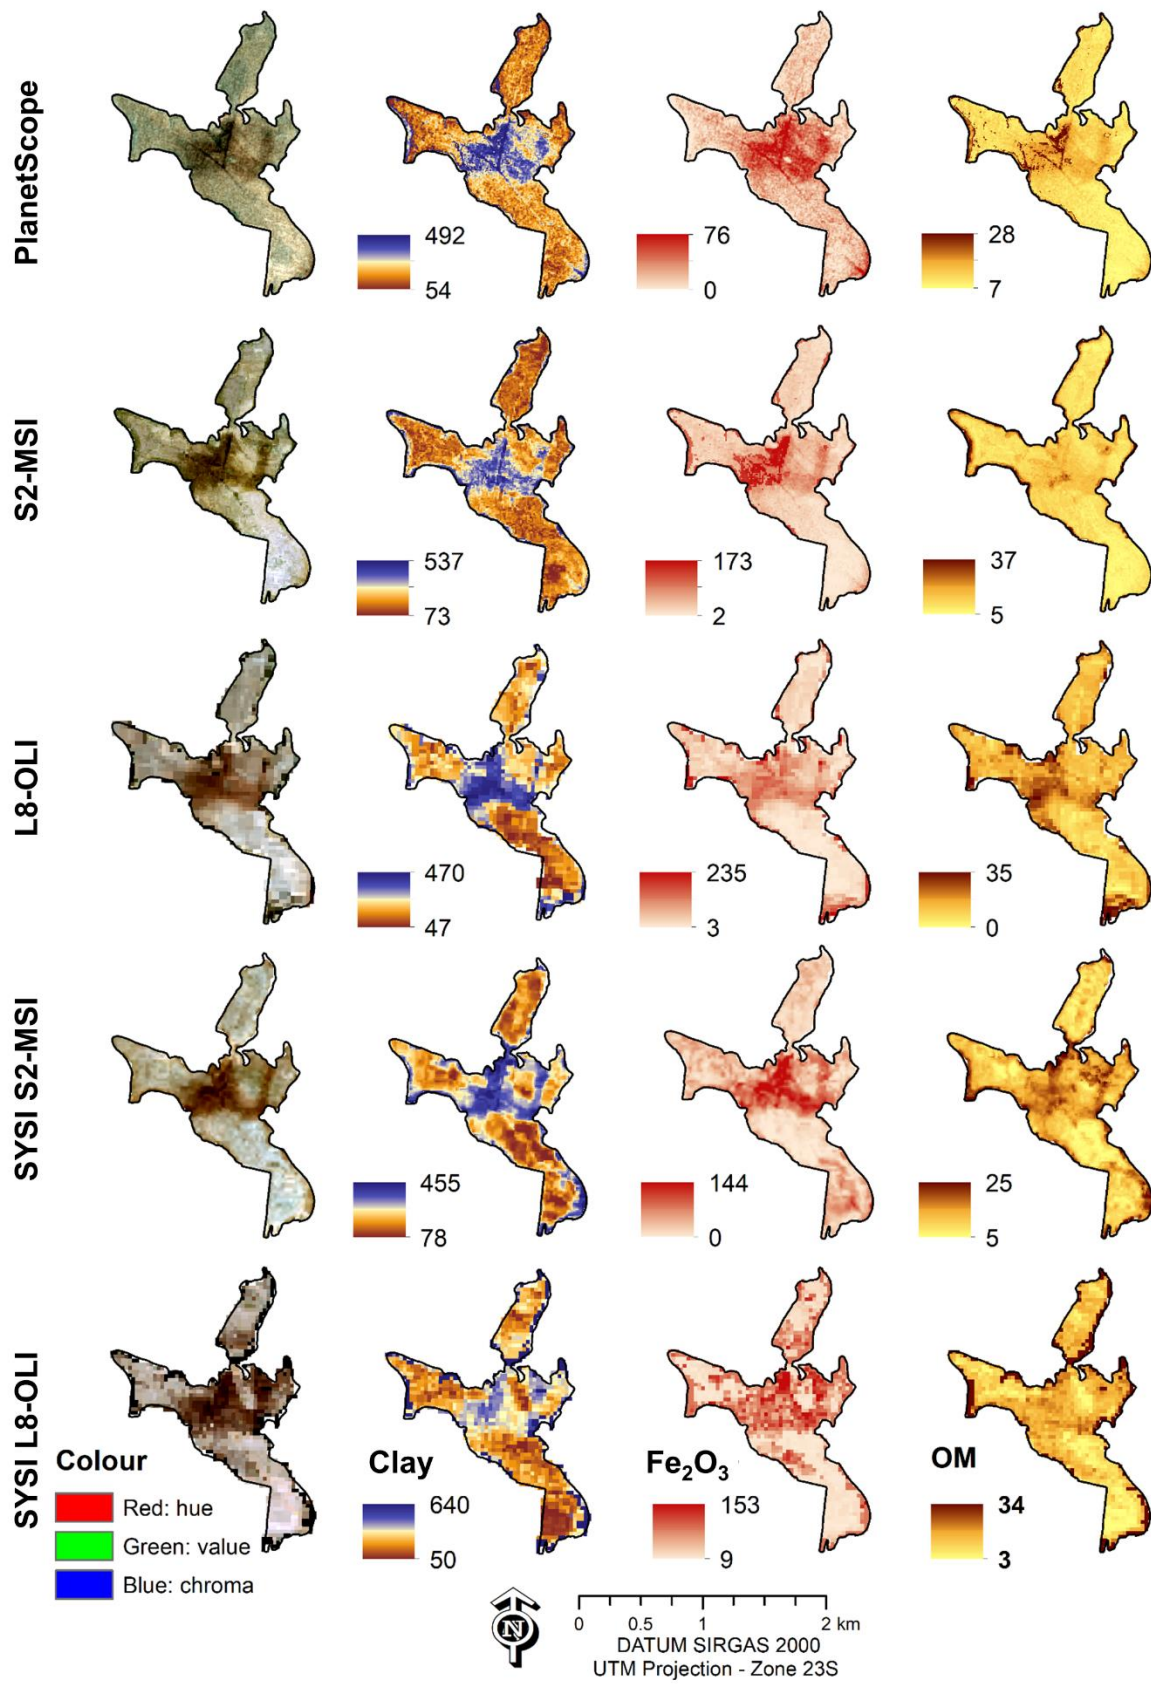 PlanetScope
492
54
76
0
28
7
S2-MSI
537
73
173
2
37
5
L8-OLI
470
47
235
3
35
0
SYSI S2-MSI
455
78
144
0
25
5
SYSI L8-OLI
Colour
Red: hue
Green: value
Blue: chroma
Clay
640
50
Fe₂O₃
153
9
OM
34
3
N
0 0.5 1 2 km
DATUM SIRGAS 2000
UTM Projection - Zone 23S